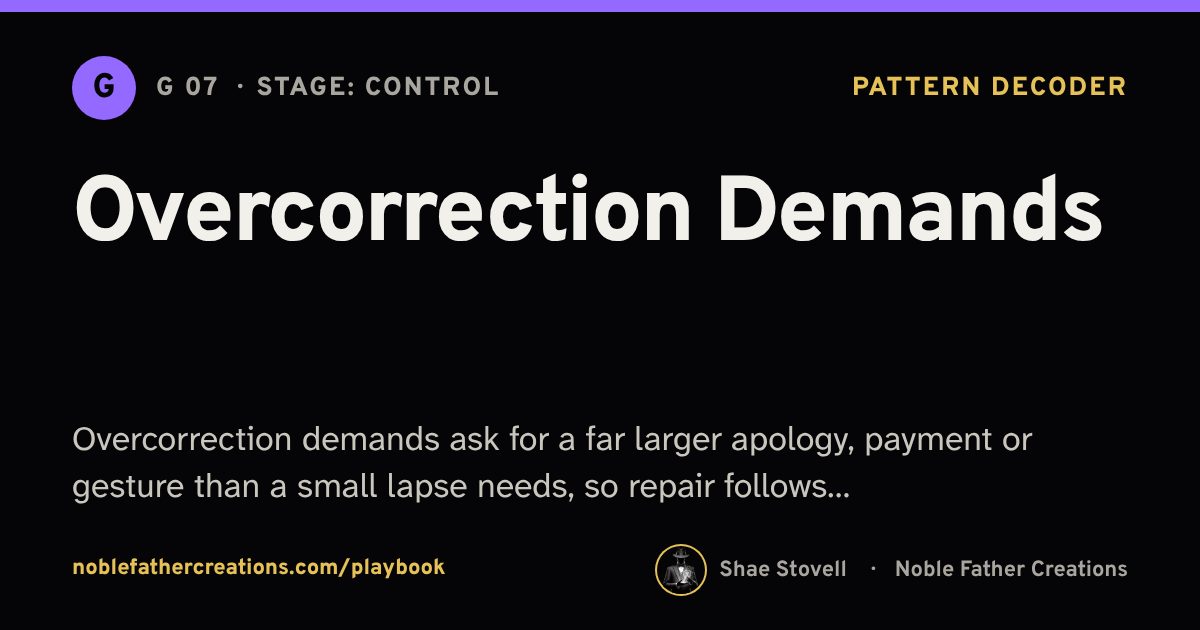 G G 07 · STAGE: CONTROL PATTERN DECODER
Overcorrection Demands
Overcorrection demands ask for a far larger apology, payment or
gesture than a small lapse needs, so repair follows...
noblefathercreations.com/playbook Shae Stovell · Noble Father Creations